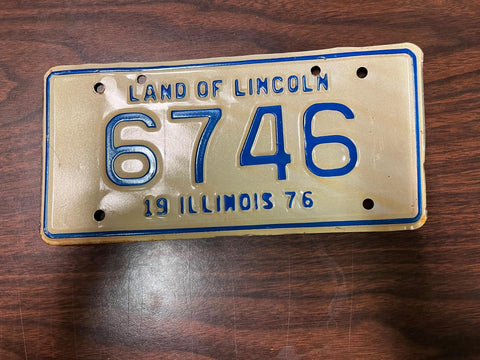 LAND OF LINCOLN
6746
19 ILLINOIS 76